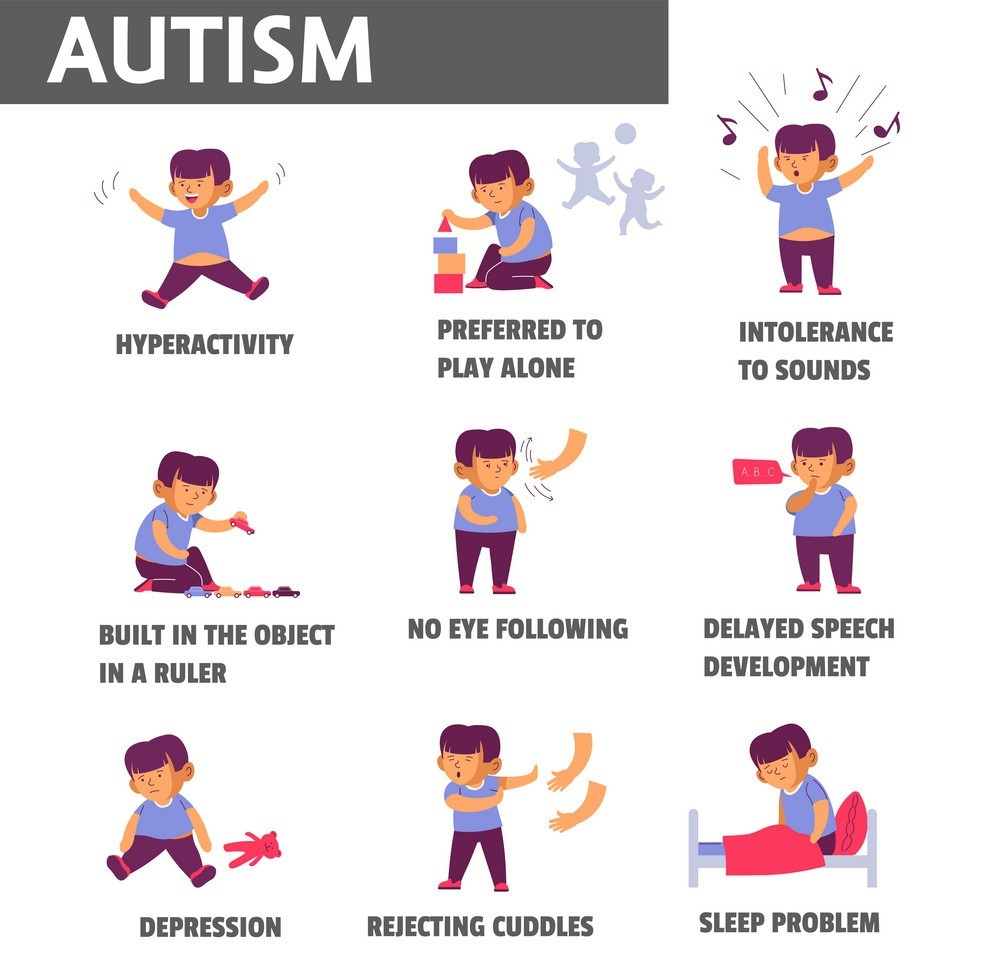 AUTISM
HYPERACTIVITY
PREFERRED TO
PLAY ALONE
INTOLERANCE
TO SOUNDS
BUILT IN THE OBJECT
IN A RULER
NO EYE FOLLOWING
A B C
DELAYED SPEECH
DEVELOPMENT
DEPRESSION
REJECTING CUDDLES
SLEEP PROBLEM